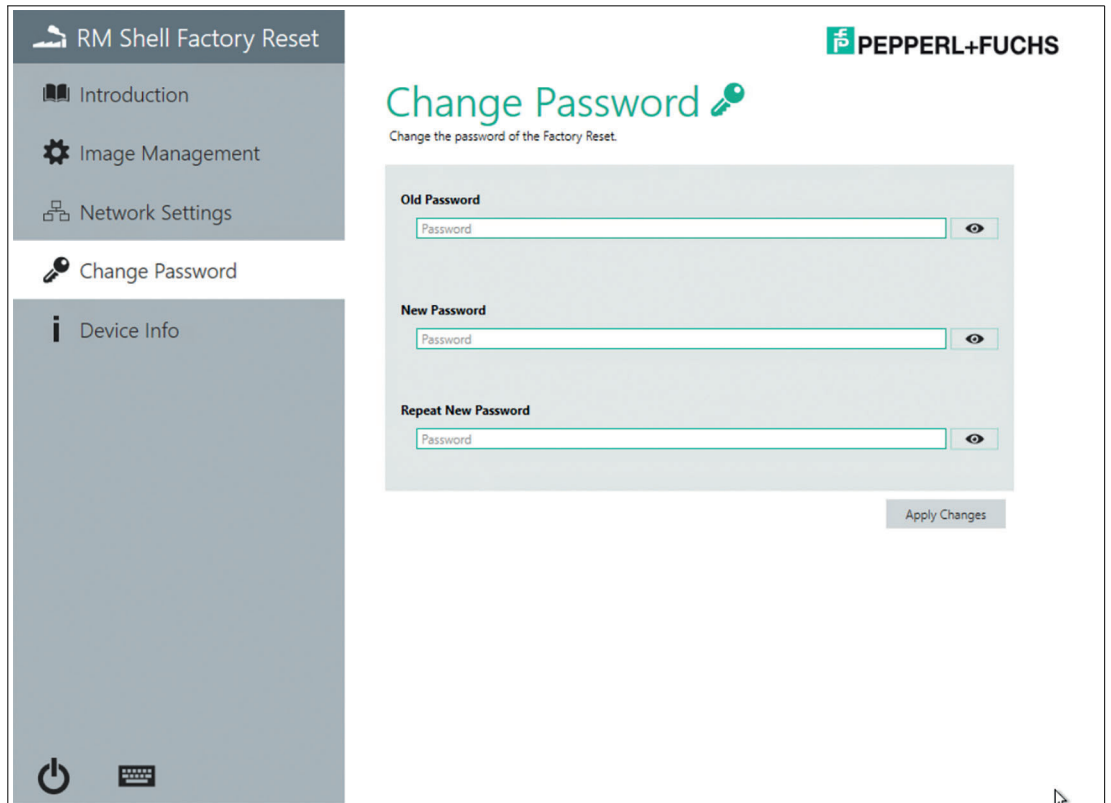 RM Shell Factory Reset
Introduction
Image Management
Network Settings
Change Password
Device Info
PEPPERL+FUCHS
Change Password
Change the password of the Factory Reset.
Old Password
Password
New Password
Password
Repeat New Password
Password
Apply Changes